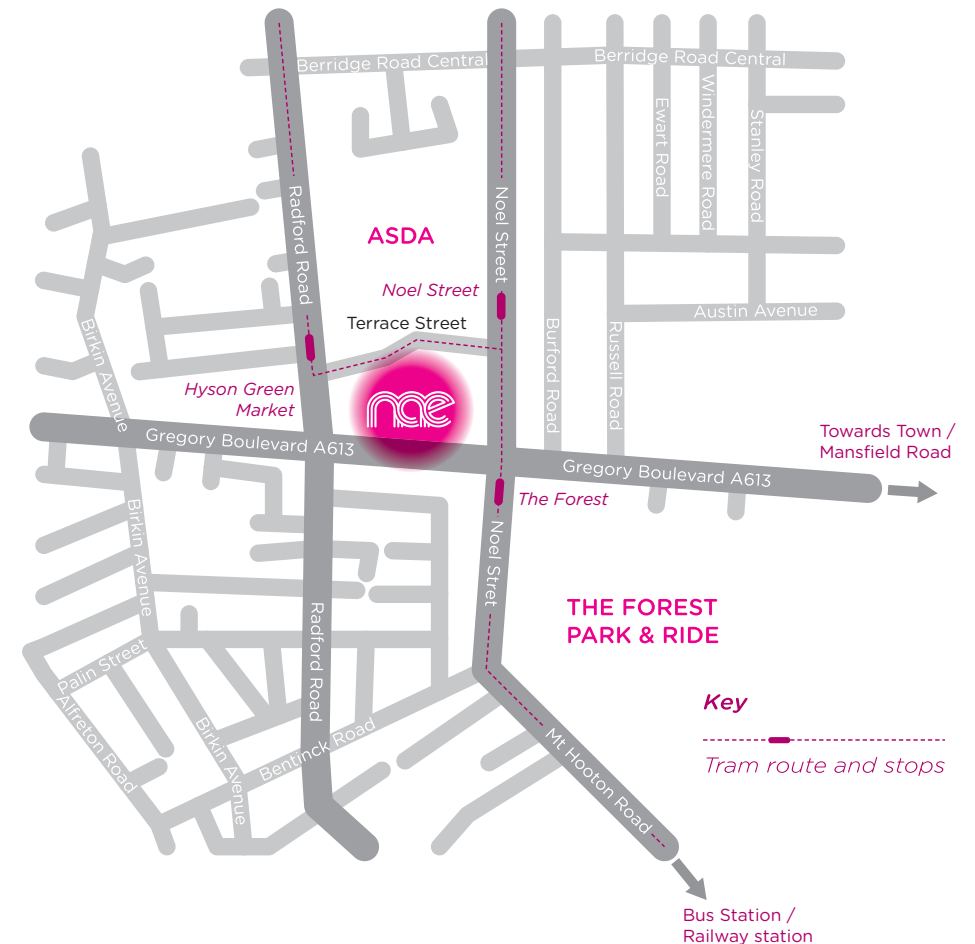 Berridge Road Central
Berridge Road Central
Ewart Road
Windermere Road
Stanley Road
Radford Road
Noel Street
ASDA
Noel Street
Terrace Street
Austin Avenue
Birkin Avenue
Burford Road
Russell Road
Hyson Green
Market
nae
Gregory Boulevard A613
Gregory Boulevard A613
Towards Town /
Mansfield Road
The Forest
Birkin Avenue
Noel Stret
THE FOREST
PARK & RIDE
Radford Road
Palin Street
Alfreton Road
Birkin Avenue
Bentinck Road
Mt Hooton Road
Key
Tram route and stops
Bus Station /
Railway station